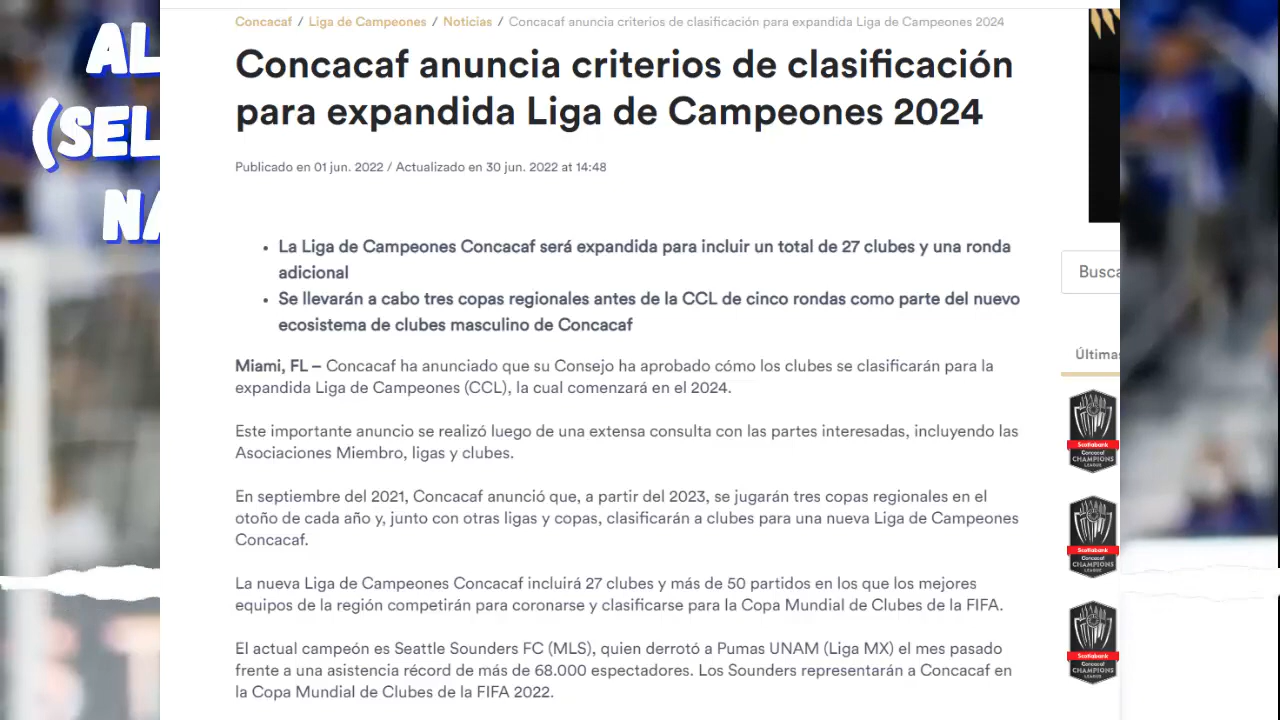 AL
(SEL
NA
Concacaf / Liga de Campeones / Noticias / Concacaf anuncia criterios de clasificación para expandida Liga de Campeones 2024
Concacaf anuncia criterios de clasificación
para expandida Liga de Campeones 2024
Publicado en 01 jun. 2022 / Actualizado en 30 jun. 2022 at 14:48
• La Liga de Campeones Concacaf será expandida para incluir un total de 27 clubes y una ronda
adicional
• Se llevarán a cabo tres copas regionales antes de la CCL de cinco rondas como parte del nuevo
ecosistema de clubes masculino de Concacaf
Miami, FL – Concacaf ha anunciado que su Consejo ha aprobado cómo los clubes se clasificarán para la
expandida Liga de Campeones (CCL), la cual comenzará en el 2024.
Este importante anuncio se realizó luego de una extensa consulta con las partes interesadas, incluyendo las
Asociaciones Miembro, ligas y clubes.
En septiembre del 2021, Concacaf anunció que, a partir del 2023, se jugarán tres copas regionales en el
otoño de cada año y, junto con otras ligas y copas, clasificarán a clubes para una nueva Liga de Campeones
Concacaf.
La nueva Liga de Campeones Concacaf incluirá 27 clubes y más de 50 partidos en los que los mejores
equipos de la región competirán para coronarse y clasificarse para la Copa Mundial de Clubes de la FIFA.
El actual campeón es Seattle Sounders FC (MLS), quien derrotó a Pumas UNAM (Liga MX) el mes pasado
frente a una asistencia récord de más de 68,000 espectadores. Los Sounders representarán a Concacaf en
la Copa Mundial de Clubes de la FIFA 2022.
Busca
Últimas
Scotiabank
Concacaf
CHAMPIONS
LEAGUE
Scotiabank
Concacaf
CHAMPIONS
LEAGUE
Scotiabank
Concacaf
CHAMPIONS
LEAGUE